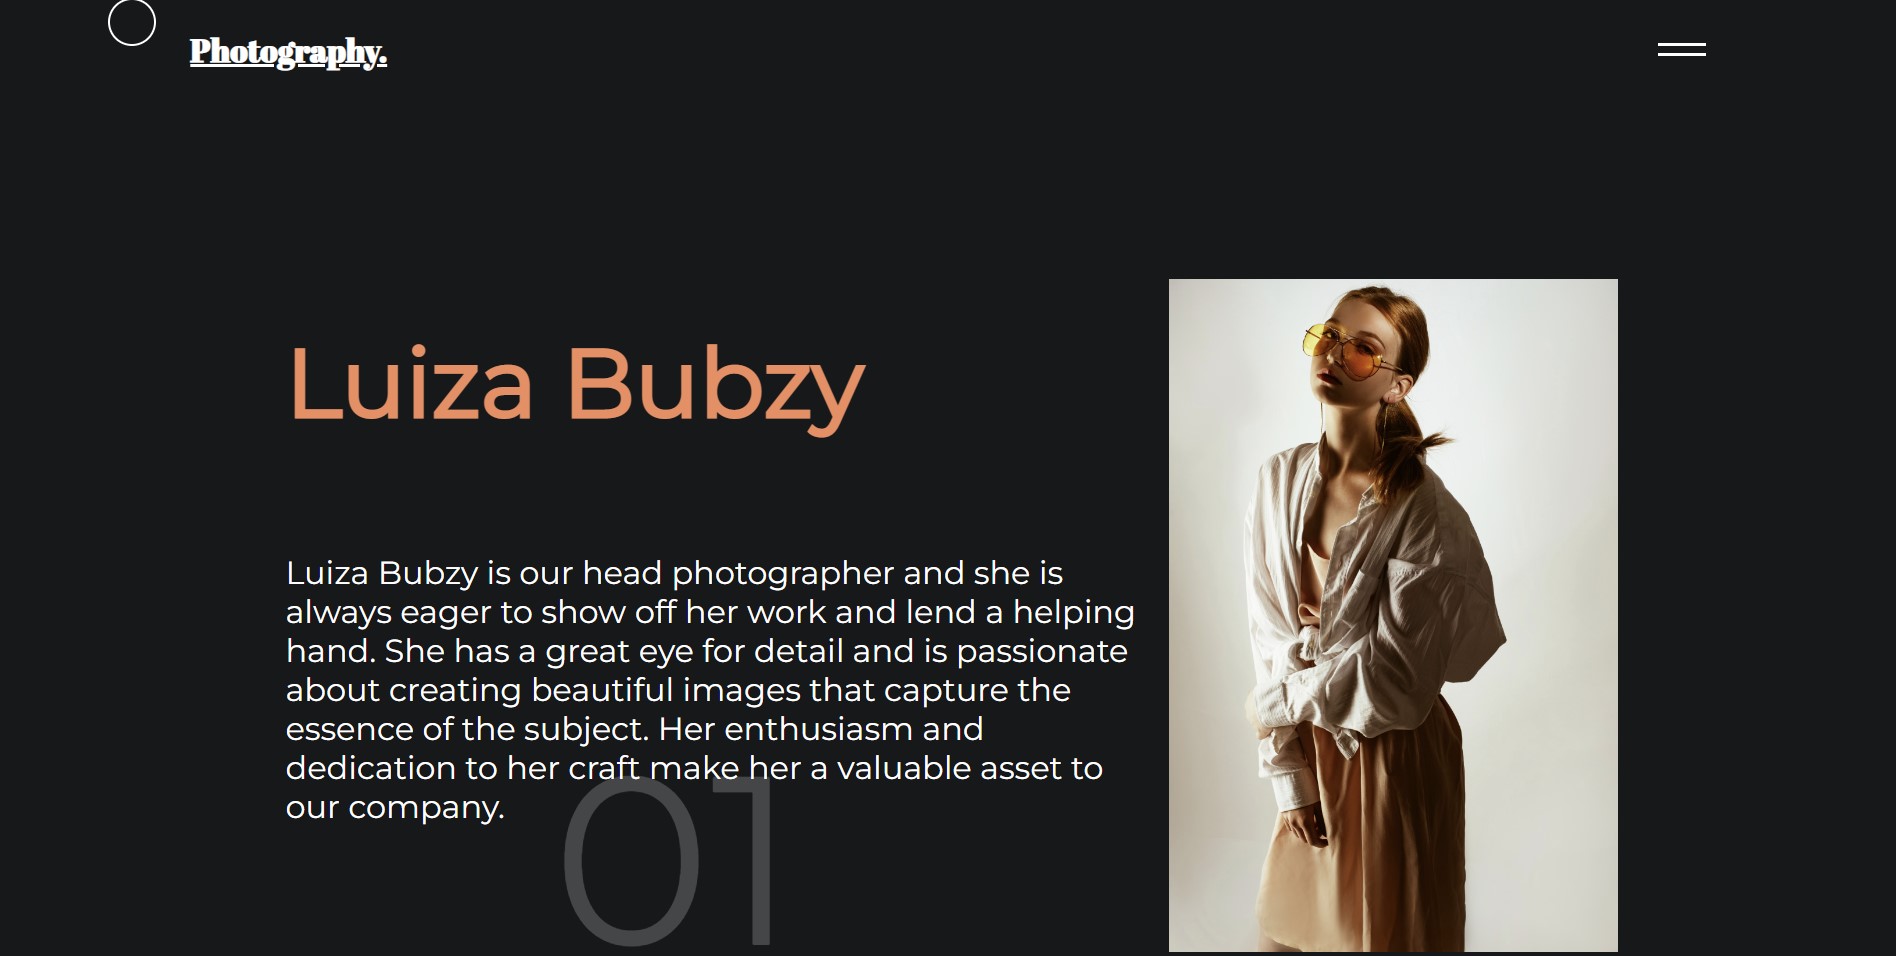 Photography.
Luiza Bubzy
Luiza Bubzy is our head photographer and she is
always eager to show off her work and lend a helping
hand. She has a great eye for detail and is passionate
about creating beautiful images that capture the
essence of the subject. Her enthusiasm and
dedication to her craft make her a valuable asset to
our company.
01